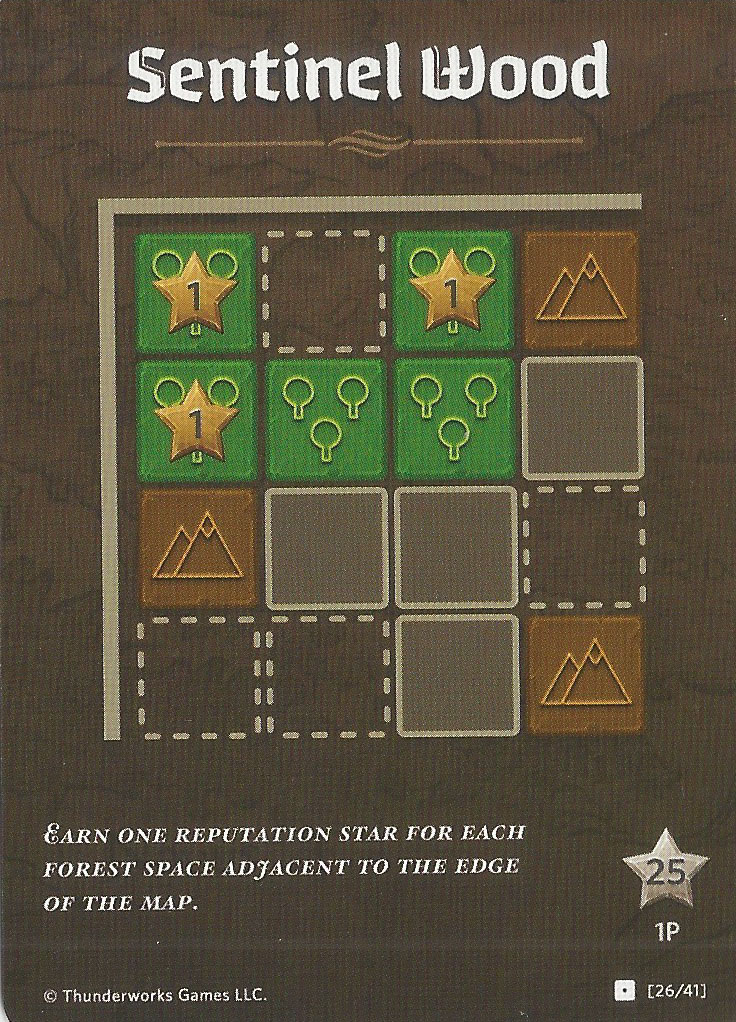 Sentinel Wood
1
1
1
EARN ONE REPUTATION STAR FOR EACH
FOREST SPACE ADJACENT TO THE EDGE
OF THE MAP.
25
1P
© Thunderworks Games LLC.
[26/41]